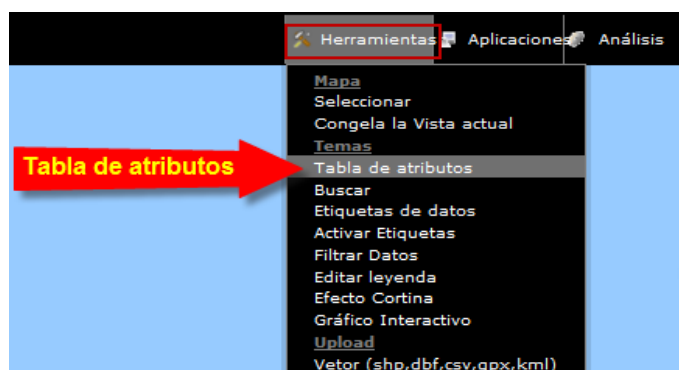 Herramientas Aplicaciones Análisis
Mapa
Seleccionar
Congela la Vista actual
Temas
Tabla de atributos
Tabla de atributos
Buscar
Etiquetas de datos
Activar Etiquetas
Filtrar Datos
Editar leyenda
Efecto Cortina
Gráfico Interactivo
Upload
Vetor (shp,dbf,csv,gpx,kml)